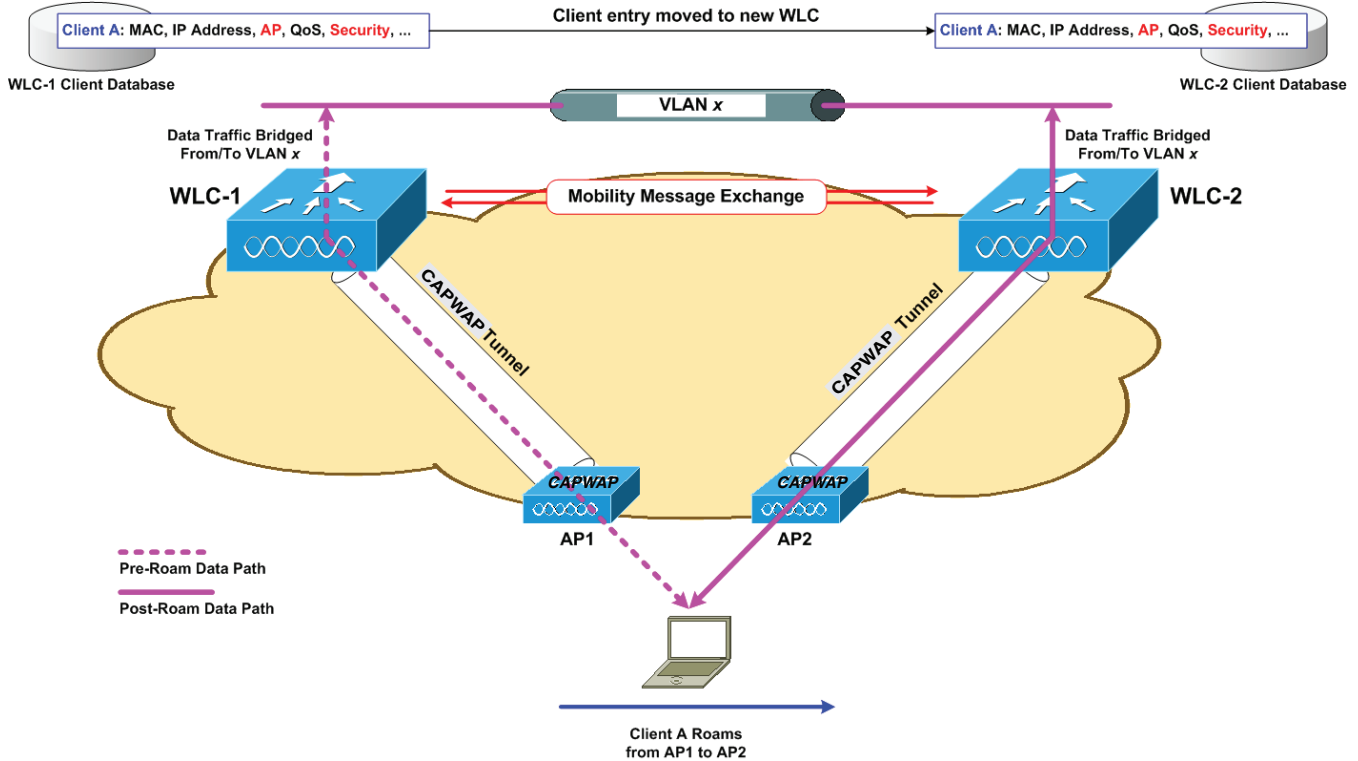 Client entry moved to new WLC
Client A: MAC, IP Address, AP, QoS, Security, ...
Client A: MAC, IP Address, AP, QoS, Security, ...
WLC-1 Client Database
WLC-2 Client Database
VLAN x
Data Traffic Bridged
From/To VLAN x
Data Traffic Bridged
From/To VLAN x
WLC-1
Mobility Message Exchange
WLC-2
CAPWAP Tunnel
CAPWAP Tunnel
CAPWAP
CAPWAP
AP1
AP2
Pre-Roam Data Path
Post-Roam Data Path
Client A Roams
from AP1 to AP2